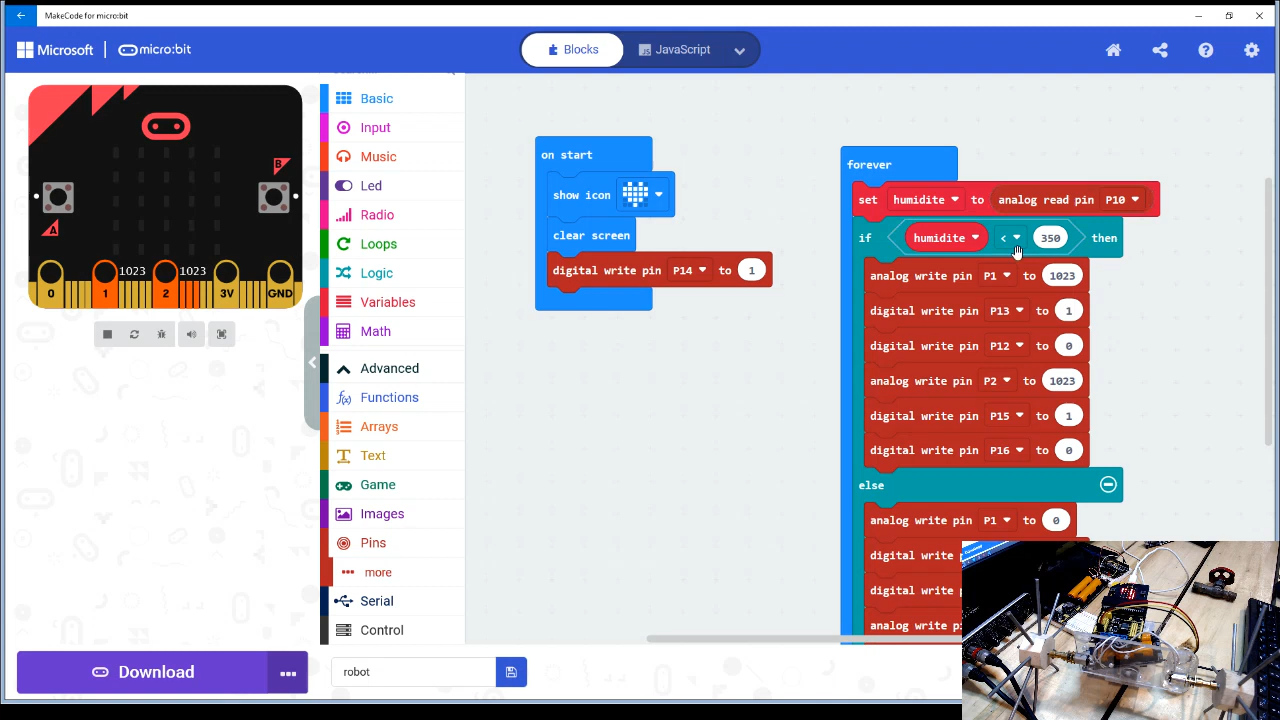 MakeCode for micro:bit
Microsoft micro:bit
Blocks JavaScript
Basic
Input
Music
Led
Radio
Loops
Logic
Variables
Math
Advanced
Functions
Arrays
Text
Game
Images
Pins
more
Serial
Control
A
B
1023 1023
0 1 2 3V GND
Download
robot
on start
show icon
clear screen
digital write pin P14 to 1
forever
set humidite to analog read pin P10
if humidite < 350 then
analog write pin P1 to 1023
digital write pin P13 to 1
digital write pin P12 to 0
analog write pin P2 to 1023
digital write pin P15 to 1
digital write pin P16 to 0
else
analog write pin P1 to 0
digital write
digital write
analog write pi